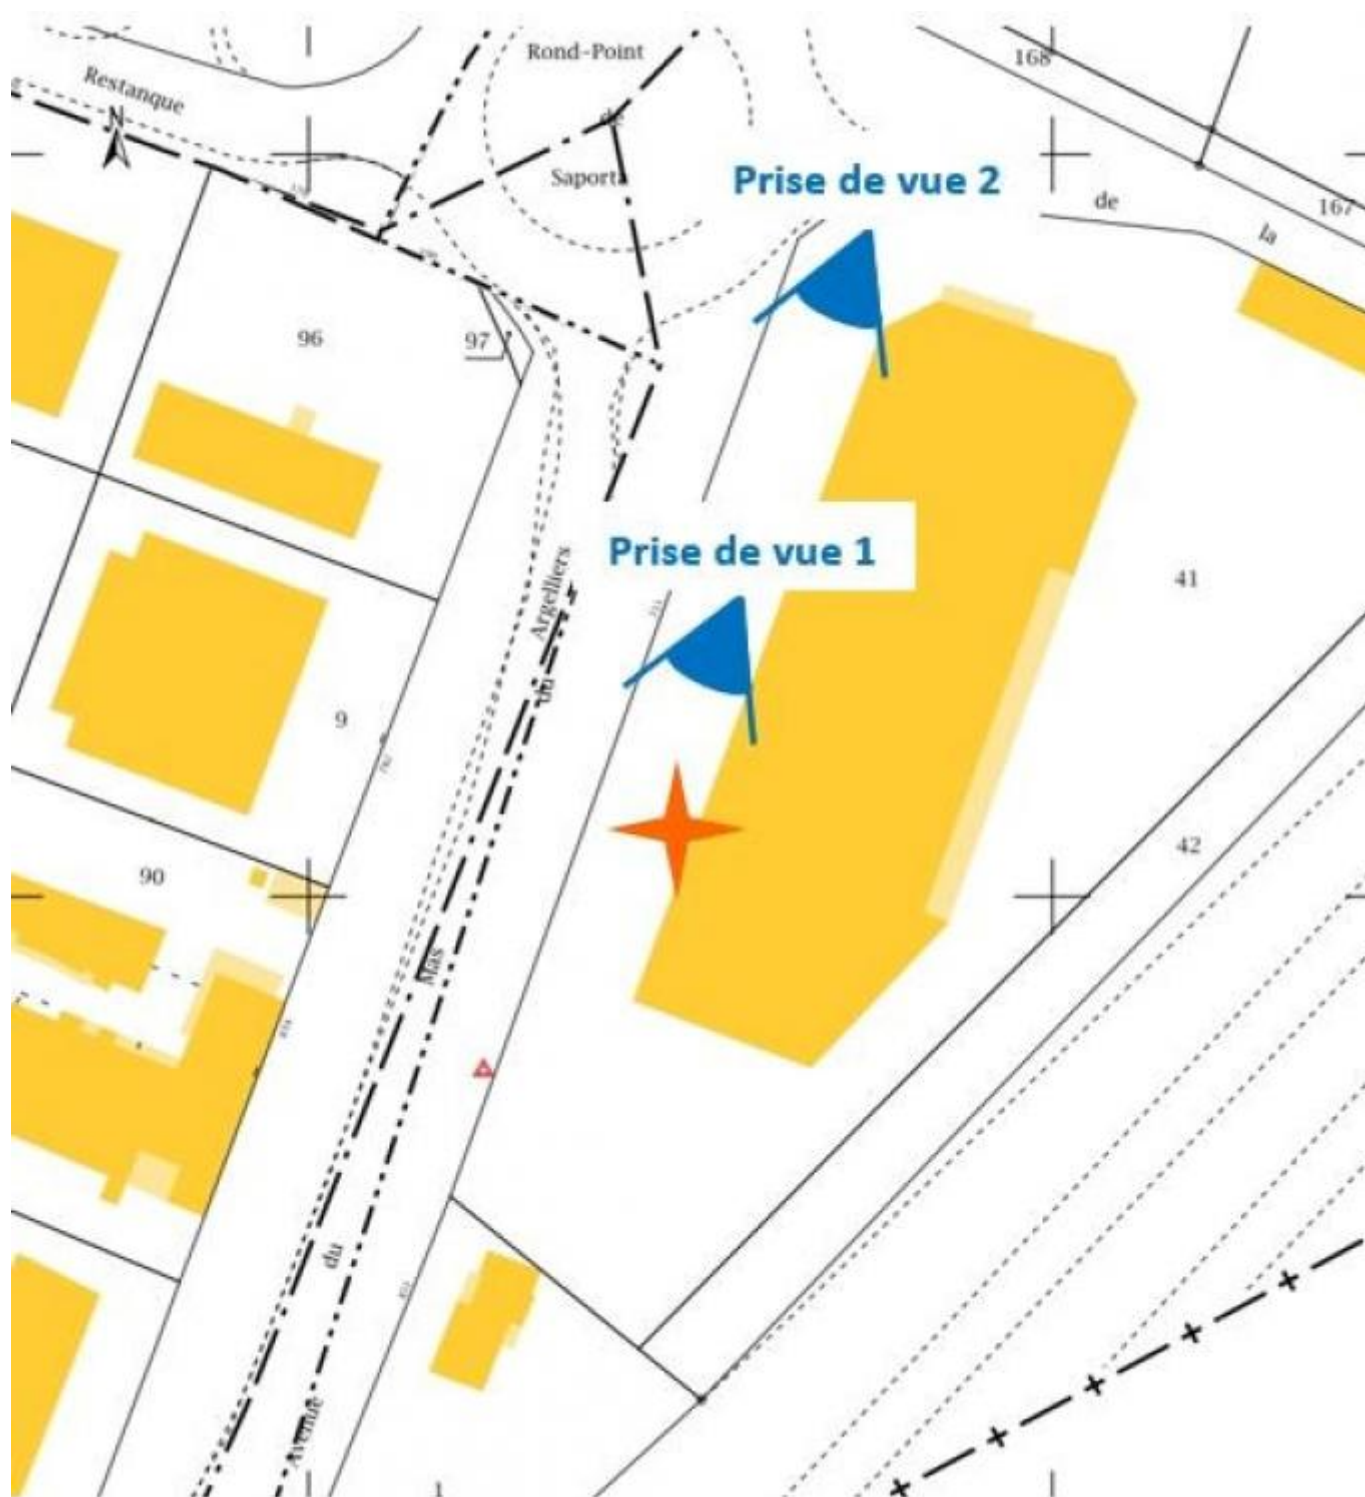 Rond-Point
168
Restanque
N
de
Saporta
Prise de vue 2
de
167
la
96
97
Prise de vue 1
Argelliers
41
du
9
42
90
Mas
du
Avenue